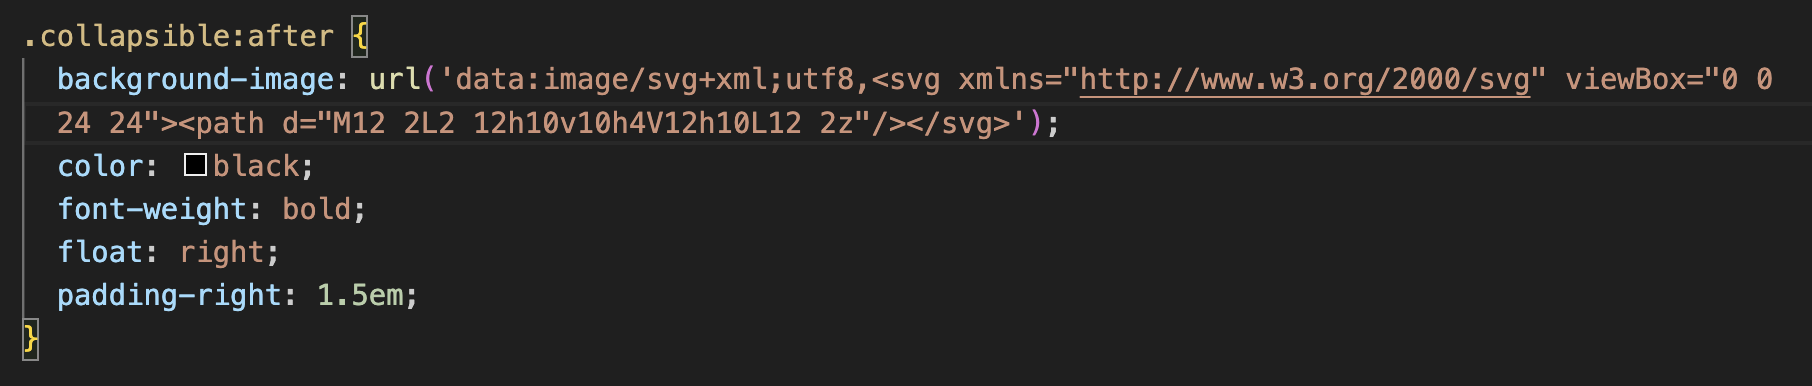 .collapsible:after {
background-image: url('data:image/svg+xml;utf8,<svg xmlns="http://www.w3.org/2000/svg" viewBox="0 0
24 24"><path d="M12 2L2 12h10v10h4V12h10L12 2z"/></svg>');
color: black;
font-weight: bold;
float: right;
padding-right: 1.5em;
}